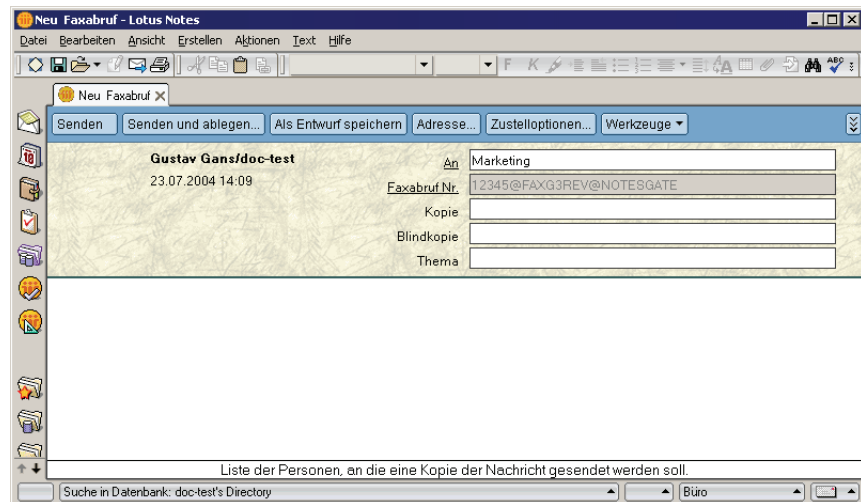 Neu Faxabruf - Lotus Notes
Datei Bearbeiten Ansicht Erstellen Aktionen Text Hilfe
F K
Neu Faxabruf
Senden Senden und ablegen... Als Entwurf speichern Adresse... Zustelloptionen... Werkzeuge
Gustav Gans/doc-test An Marketing
23.07.2004 14:09 Faxabruf Nr. 12345@FAXG3REV@NOTESGATE
Kopie
Blindkopie
Thema
Liste der Personen, an die eine Kopie der Nachricht gesendet werden soll.
Suche in Datenbank: doc-test's Directory Büro